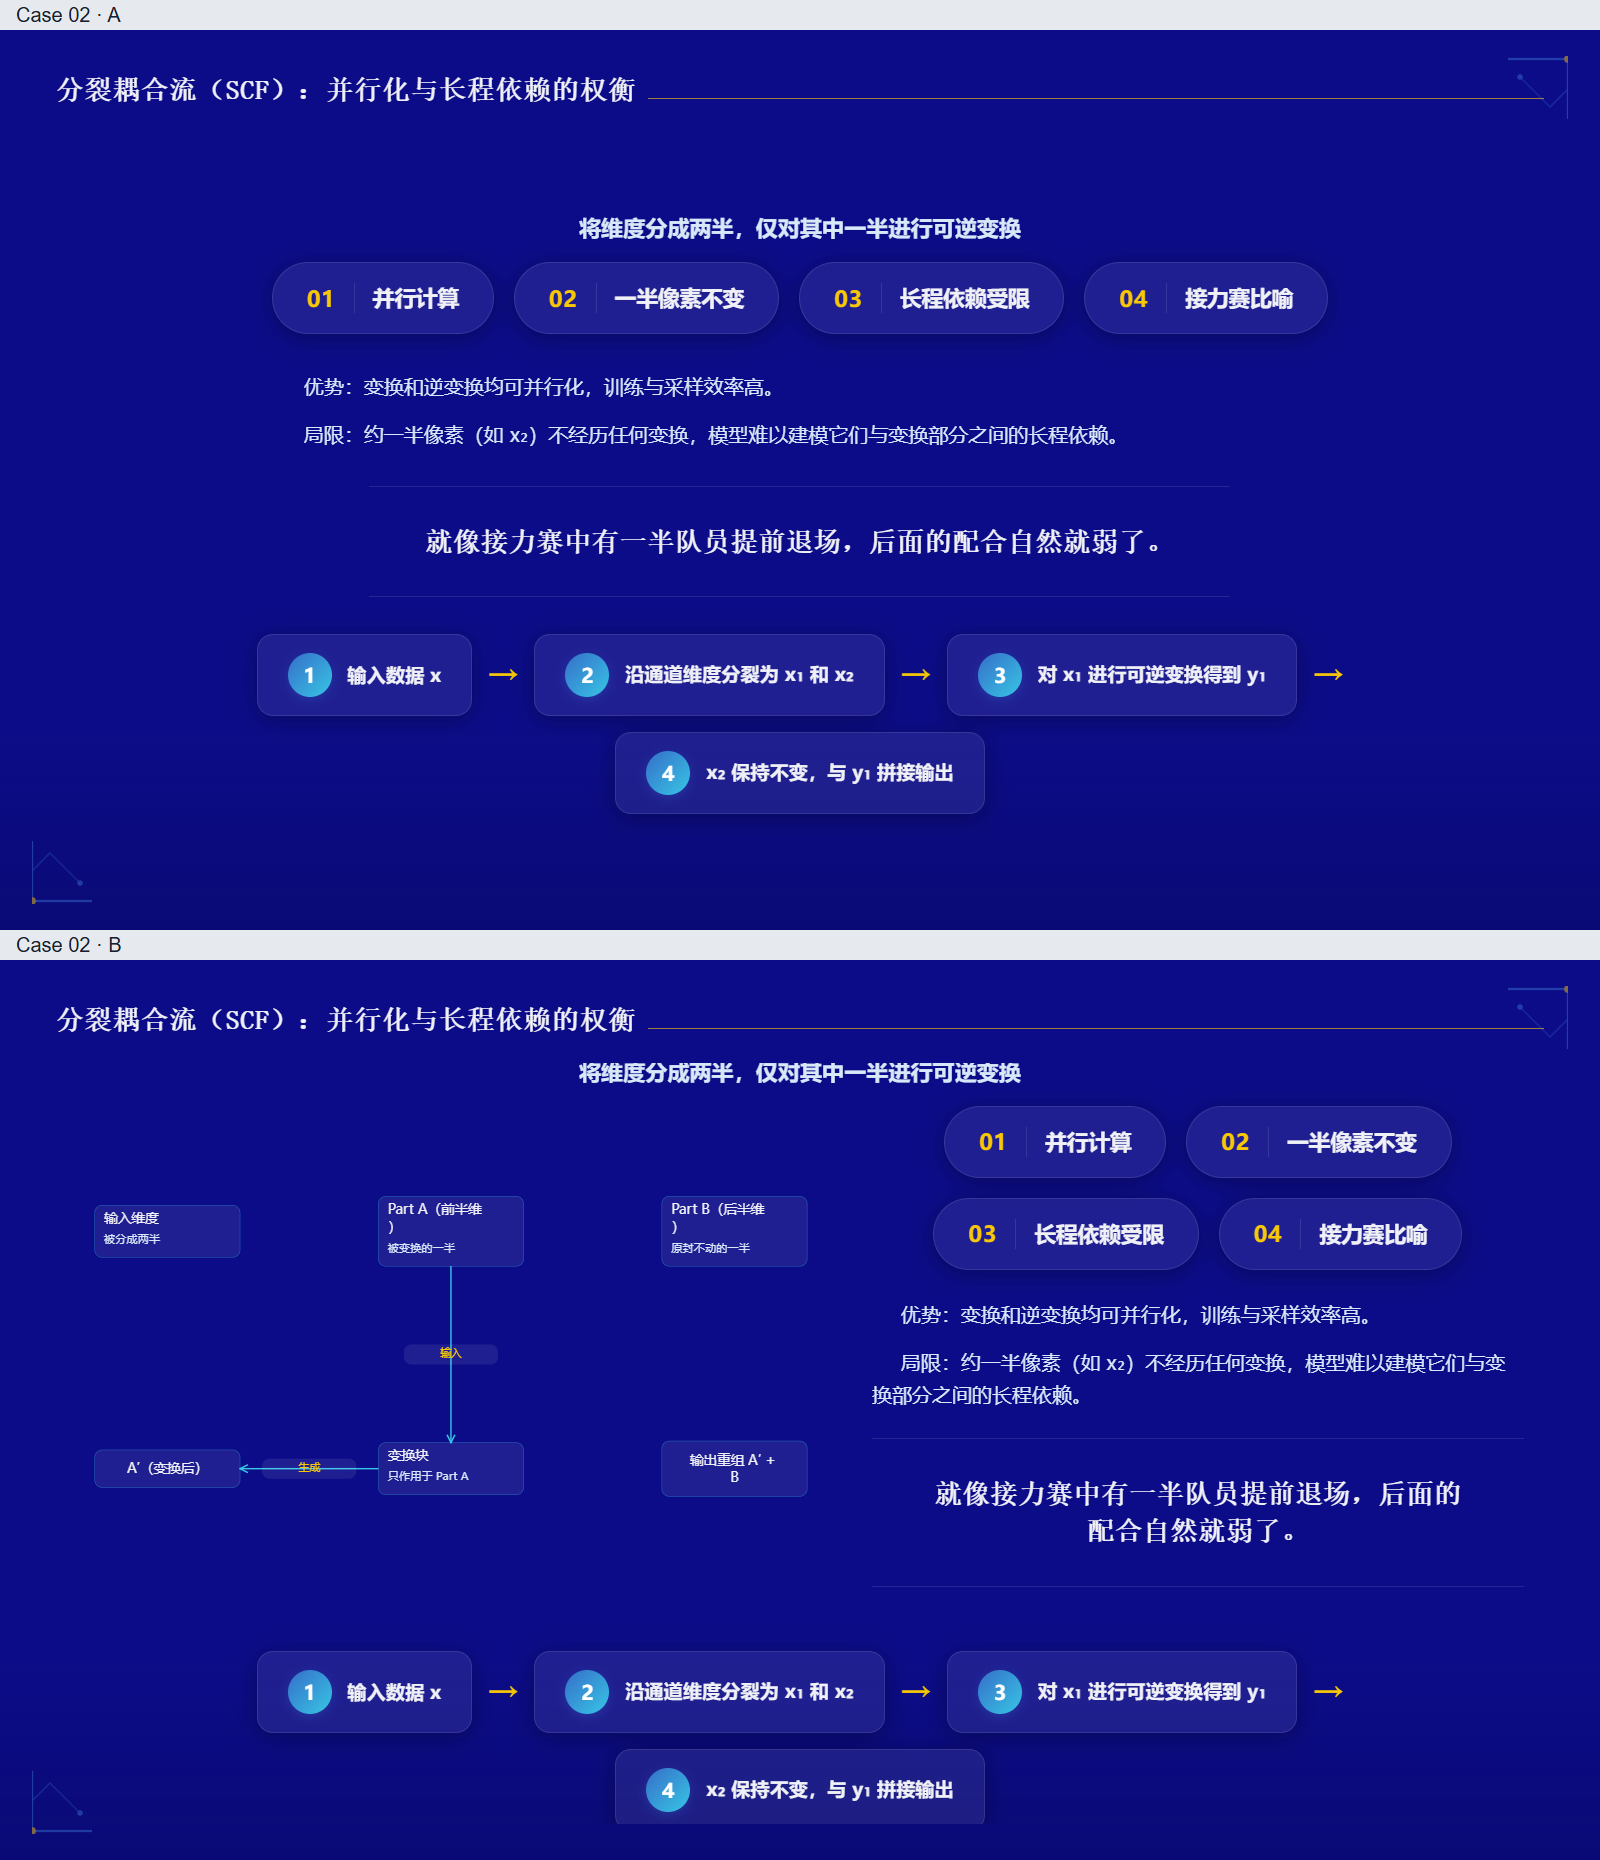 Case 02 · A
分裂耦合流（SCF）：并行化与长程依赖的权衡
将维度分成两半，仅对其中一半进行可逆变换
01 并行计算
02 一半像素不变
03 长程依赖受限
04 接力赛比喻
优势：变换和逆变换均可并行化，训练与采样效率高。
局限：约一半像素（如 x₂）不经历任何变换，模型难以建模它们与变换部分之间的长程依赖。
就像接力赛中有一半队员提前退场，后面的配合自然就弱了。
1 输入数据 x →
2 沿通道维度分裂为 x₁ 和 x₂ →
3 对 x₁ 进行可逆变换得到 y₁ →
4 x₂ 保持不变，与 y₁ 拼接输出
Case 02 · B
分裂耦合流（SCF）：并行化与长程依赖的权衡
将维度分成两半，仅对其中一半进行可逆变换
输入维度
被分成两半
Part A（前半维
）
被变换的一半
Part B（后半维
）
原封不动的一半
输入
A′（变换后）
生成
变换块
只作用于 Part A
输出重组 A′ +
B
01 并行计算
02 一半像素不变
03 长程依赖受限
04 接力赛比喻
优势：变换和逆变换均可并行化，训练与采样效率高。
局限：约一半像素（如 x₂）不经历任何变换，模型难以建模它们与变
换部分之间的长程依赖。
就像接力赛中有一半队员提前退场，后面的
配合自然就弱了。
1 输入数据 x →
2 沿通道维度分裂为 x₁ 和 x₂ →
3 对 x₁ 进行可逆变换得到 y₁ →
4 x₂ 保持不变，与 y₁ 拼接输出